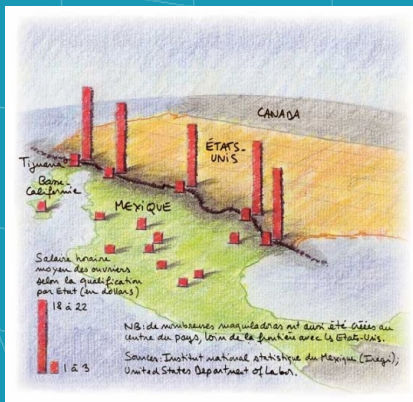 CANADA
ÉTATS-
UNIS
Tijuana
Basse-
Californie
MEXIQUE
Salaire horaire
moyen des ouvriers
selon la qualification
par Etat (en dollars)
18 à 22
1 à 3
NB: de nombreuses maquiladoras ont aussi été créées au
centre du pays, loin de la frontière avec les Etats-Unis.
Sources: Institut national statistique du Mexique (Inegi);
United States Department of Labor.